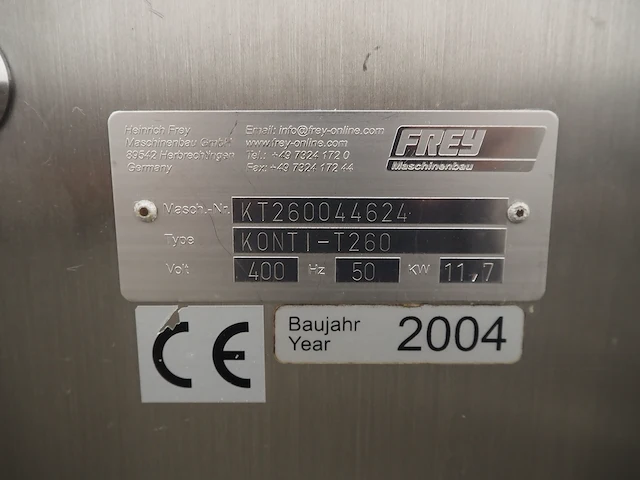 Heinrich Frey
Maschinenbau GmbH
89542 Herbrechtingen
Germany
Email: info@frey-online.com
www.frey-online.com
Tel.: +49 7324 172 0
Fax: +49 7324 172 44
FREY
Maschinenbau
Masch.-Nr. KT260044624
Type KONTI-T260
Volt 400 Hz 50 KW 11,7
CE
Baujahr
Year 2004